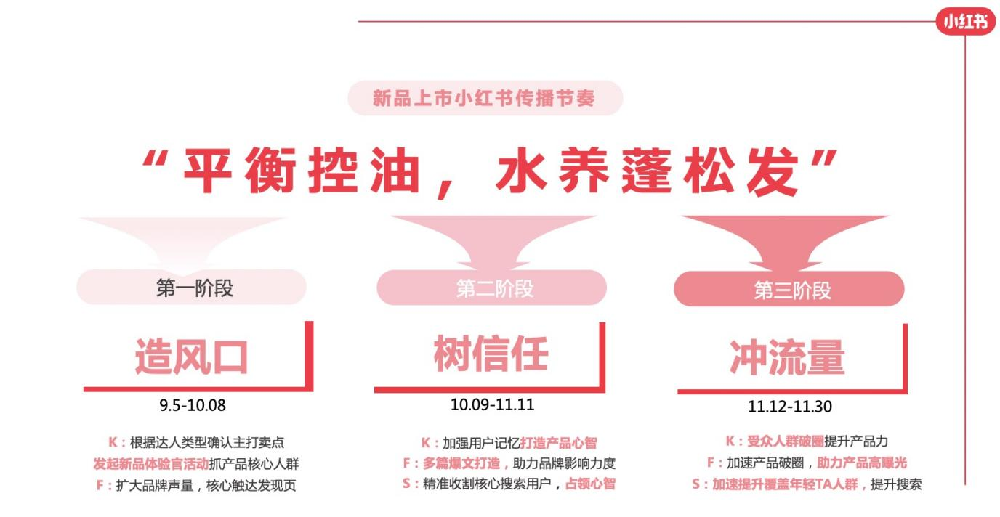 小红书
新品上市小红书传播节奏
“平衡控油，水养蓬松发”
第一阶段
造风口
9.5-10.08
K：根据达人类型确认主打卖点
发起新品体验官活动抓产品核心人群
F：扩大品牌声量，核心触达发现页
第二阶段
树信任
10.09-11.11
K：加强用户记忆打造产品心智
F：多篇爆文打造，助力品牌影响力度
S：精准收割核心搜索用户，占领心智
第三阶段
冲流量
11.12-11.30
K：受众人群破圈提升产品力
F：加速产品破圈，助力产品高曝光
S：加速提升覆盖年轻TA人群，提升搜索